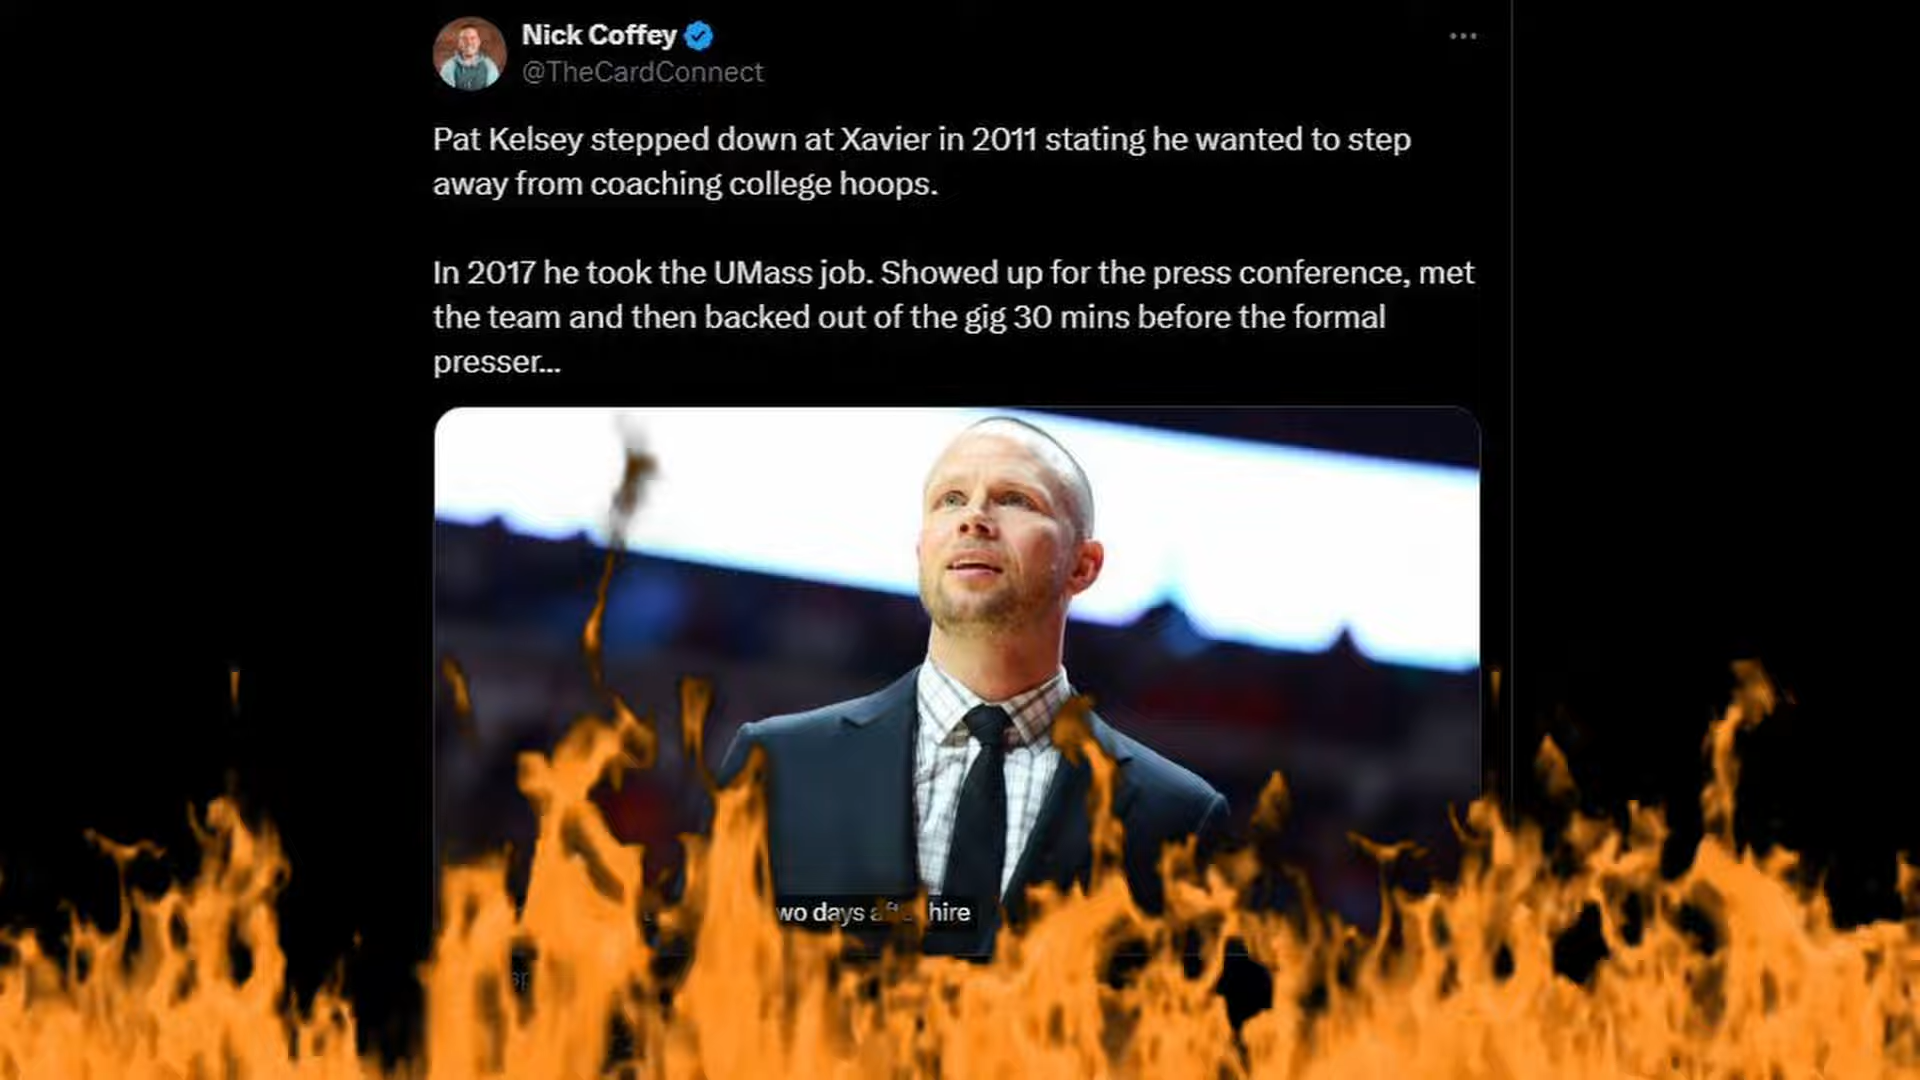 Nick Coffey
@TheCardConnect
Pat Kelsey stepped down at Xavier in 2011 stating he wanted to step
away from coaching college hoops.
In 2017 he took the UMass job. Showed up for the press conference, met
the team and then backed out of the gig 30 mins before the formal
presser...
days hire